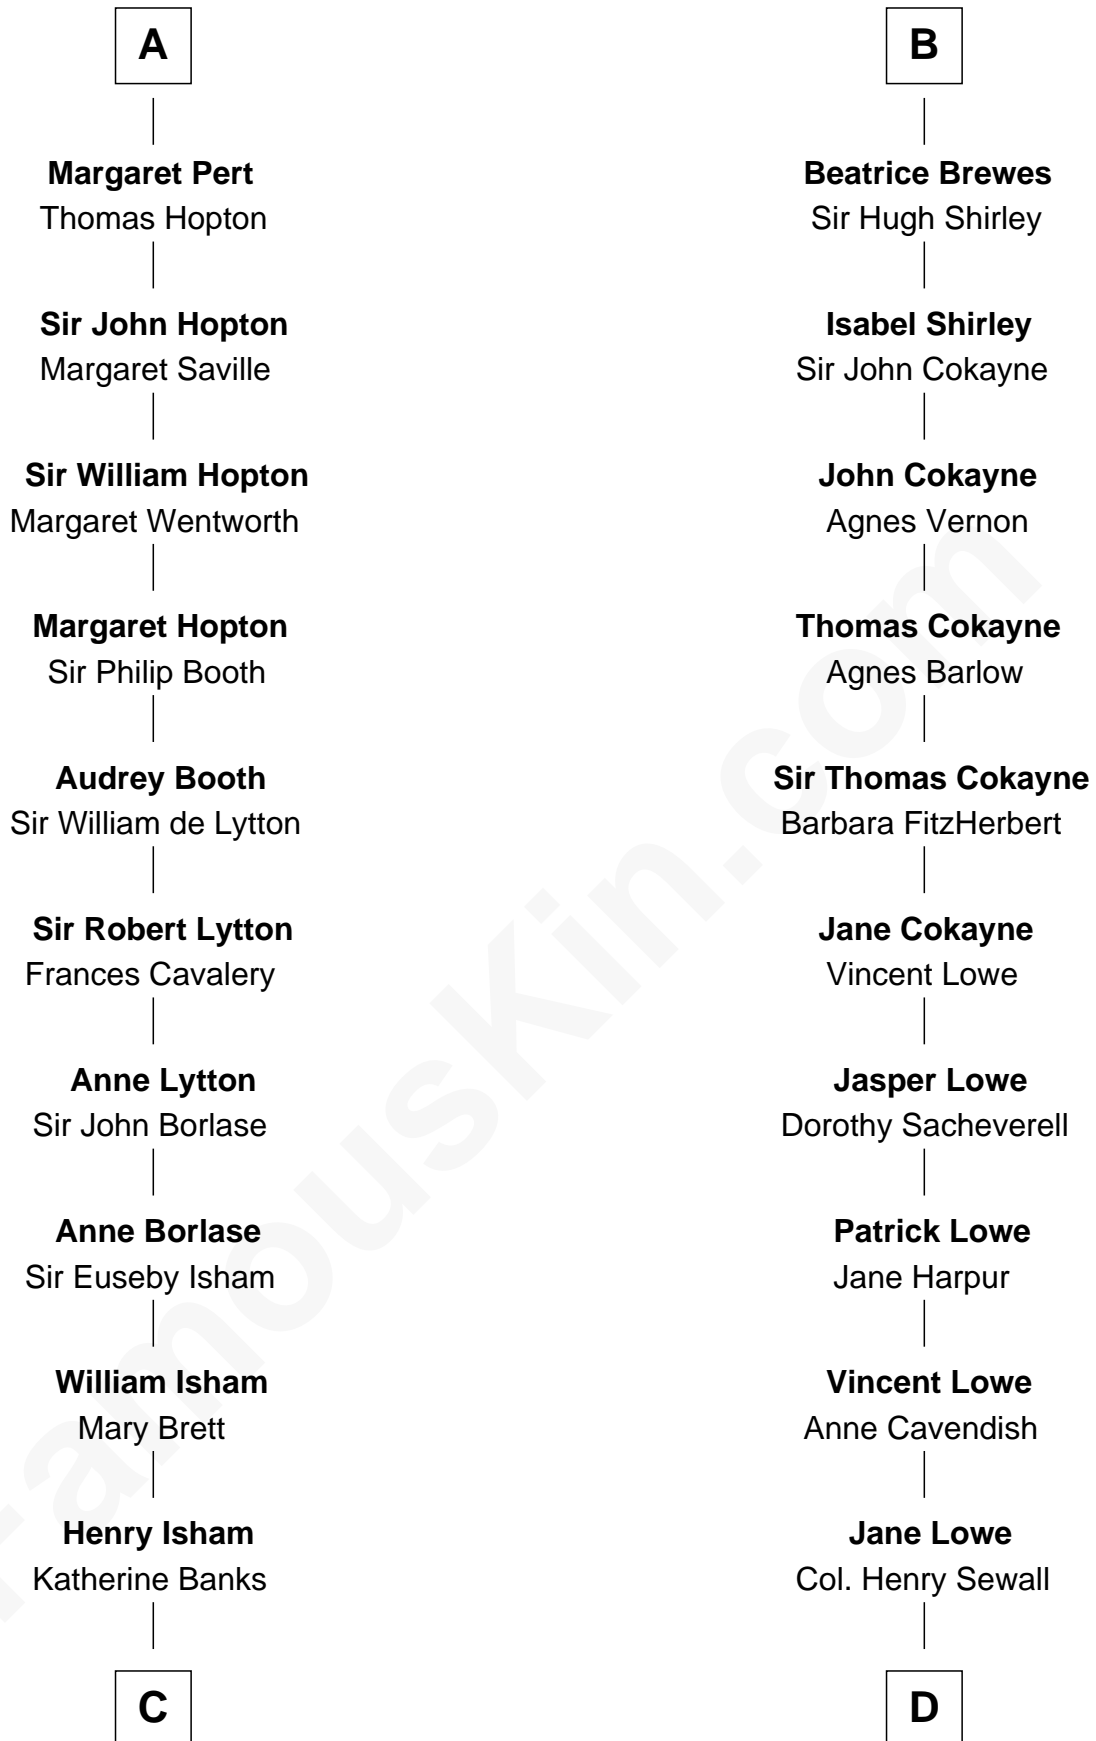 A
Margaret Pert
Thomas Hopton
Sir John Hopton
Margaret Saville
Sir William Hopton
Margaret Wentworth
Margaret Hopton
Sir Philip Booth
Audrey Booth
Sir William de Lytton
Sir Robert Lytton
Frances Cavalery
Anne Lytton
Sir John Borlase
Anne Borlase
Sir Euseby Isham
William Isham
Mary Brett
Henry Isham
Katherine Banks
C
B
Beatrice Brewes
Sir Hugh Shirley
Isabel Shirley
Sir John Cokayne
John Cokayne
Agnes Vernon
Thomas Cokayne
Agnes Barlow
Sir Thomas Cokayne
Barbara FitzHerbert
Jane Cokayne
Vincent Lowe
Jasper Lowe
Dorothy Sacheverell
Patrick Lowe
Jane Harpur
Vincent Lowe
Anne Cavendish
Jane Lowe
Col. Henry Sewall
D
FamousKin.com